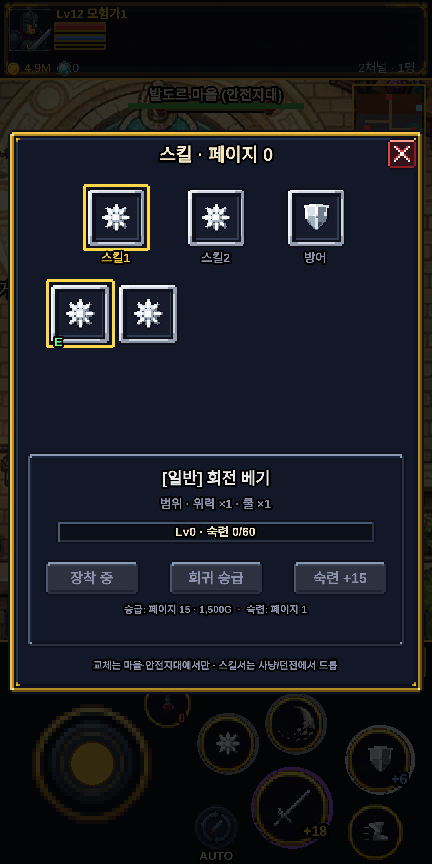 Lv12 모험가1
4.9M 0
2채널 · 1명
발도르 마을 (안전지대)
스킬 · 페이지 0
스킬1
스킬2
방어
E
[일반] 회전 베기
범위 · 위력 ×1 · 쿨 ×1
Lv0 · 숙련 0/60
장착 중
회귀 승급
숙련 +15
승급: 페이지 15 · 1,500G · 숙련: 페이지 1
교체는 마을·안전지대에서만 · 스킬서는 사냥/던전에서 드롭
0
+6
+18
AUTO